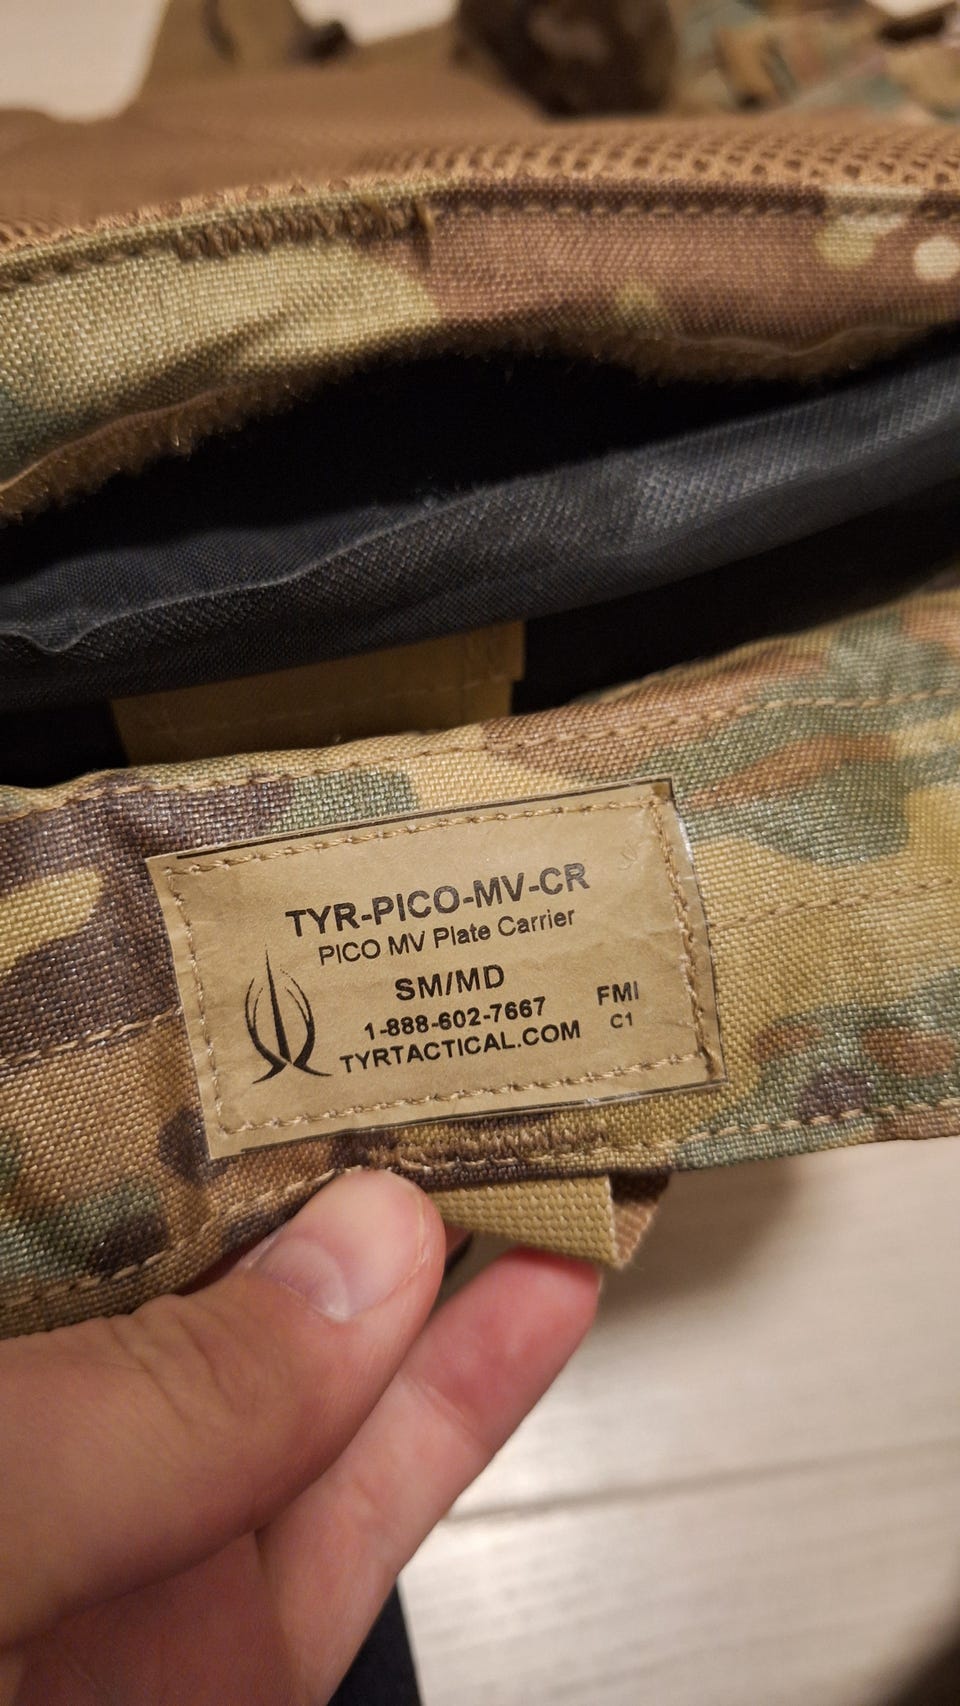 TYR-PICO-MV-CR
PICO MV Plate Carrier
SM/MD
1-888-602-7667
TYRTACTICAL.COM
FMI
C1